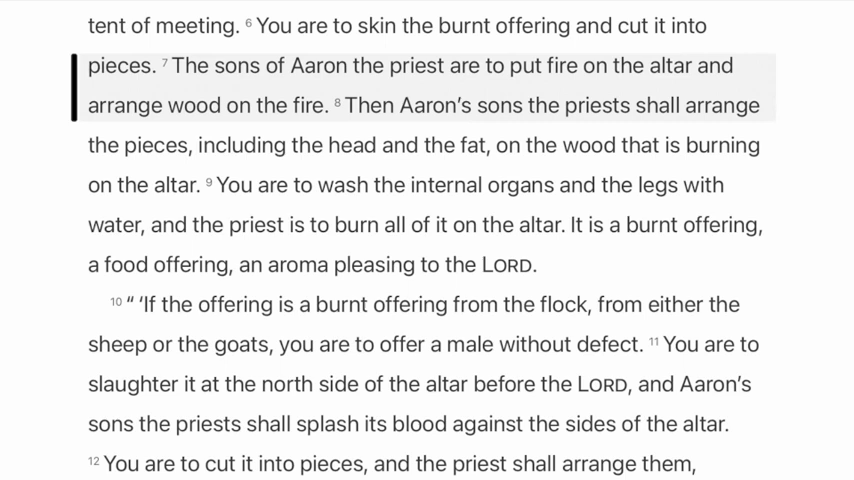 tent of meeting. 6 You are to skin the burnt offering and cut it into
pieces. 7 The sons of Aaron the priest are to put fire on the altar and
arrange wood on the fire. 8 Then Aaron’s sons the priests shall arrange
the pieces, including the head and the fat, on the wood that is burning
on the altar. 9 You are to wash the internal organs and the legs with
water, and the priest is to burn all of it on the altar. It is a burnt offering,
a food offering, an aroma pleasing to the LORD.
10 “ ‘If the offering is a burnt offering from the flock, from either the
sheep or the goats, you are to offer a male without defect. 11 You are to
slaughter it at the north side of the altar before the LORD, and Aaron’s
sons the priests shall splash its blood against the sides of the altar.
12 You are to cut it into pieces, and the priest shall arrange them,